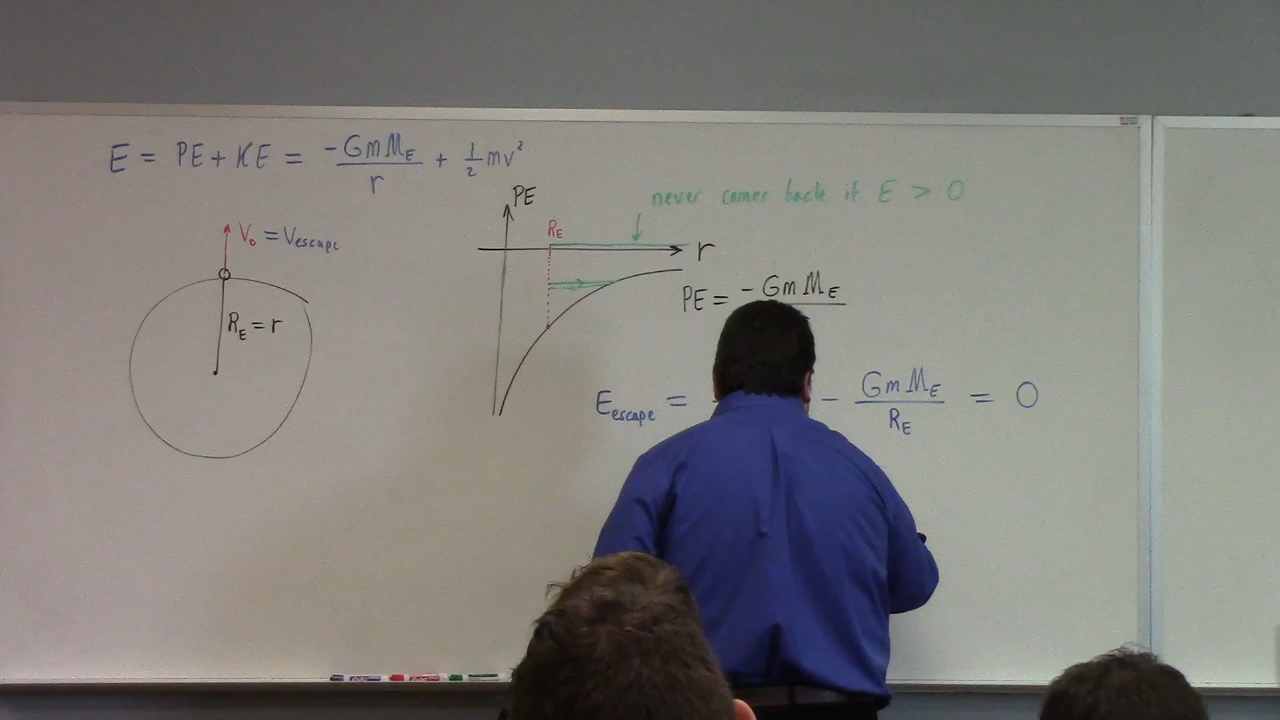 E = PE + KE = -GmM_E/r + 1/2 mv²
PE
never comes back if E > 0
R_E
V₀ = V_escape
r
R_E = r
PE = -GmM_E
E_escape = - GmM_E/R_E = 0